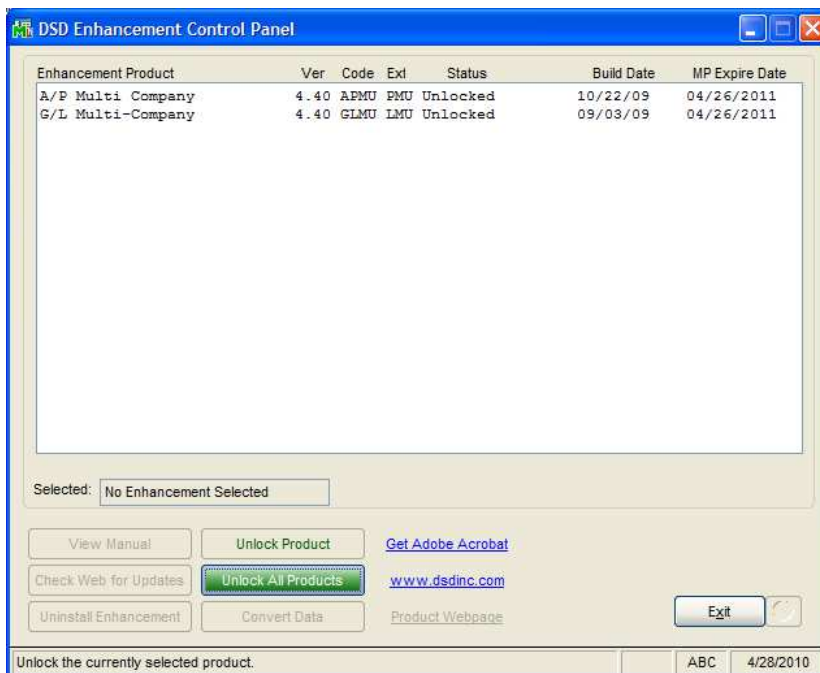 DSD Enhancement Control Panel
Enhancement Product Ver Code Ext Status Build Date MP Expire Date
A/P Multi Company 4.40 APMU PMU Unlocked 10/22/09 04/26/2011
G/L Multi-Company 4.40 GLMU LMU Unlocked 09/03/09 04/26/2011
Selected: No Enhancement Selected
View Manual Unlock Product Get Adobe Acrobat
Check Web for Updates Unlock All Products www.dsdinc.com
Uninstall Enhancement Convert Data Product Webpage Exit
Unlock the currently selected product. ABC 4/28/2010